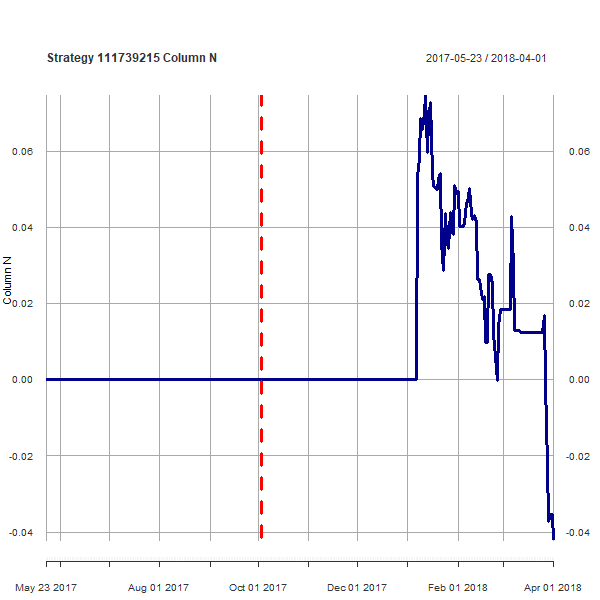 Strategy 111739215 Column N
2017-05-23 / 2018-04-01
0.06
0.04
0.02
0.00
-0.02
-0.04
Column N
0.06
0.04
0.02
0.00
-0.02
-0.04
May 23 2017
Aug 01 2017
Oct 01 2017
Dec 01 2017
Feb 01 2018
Apr 01 2018